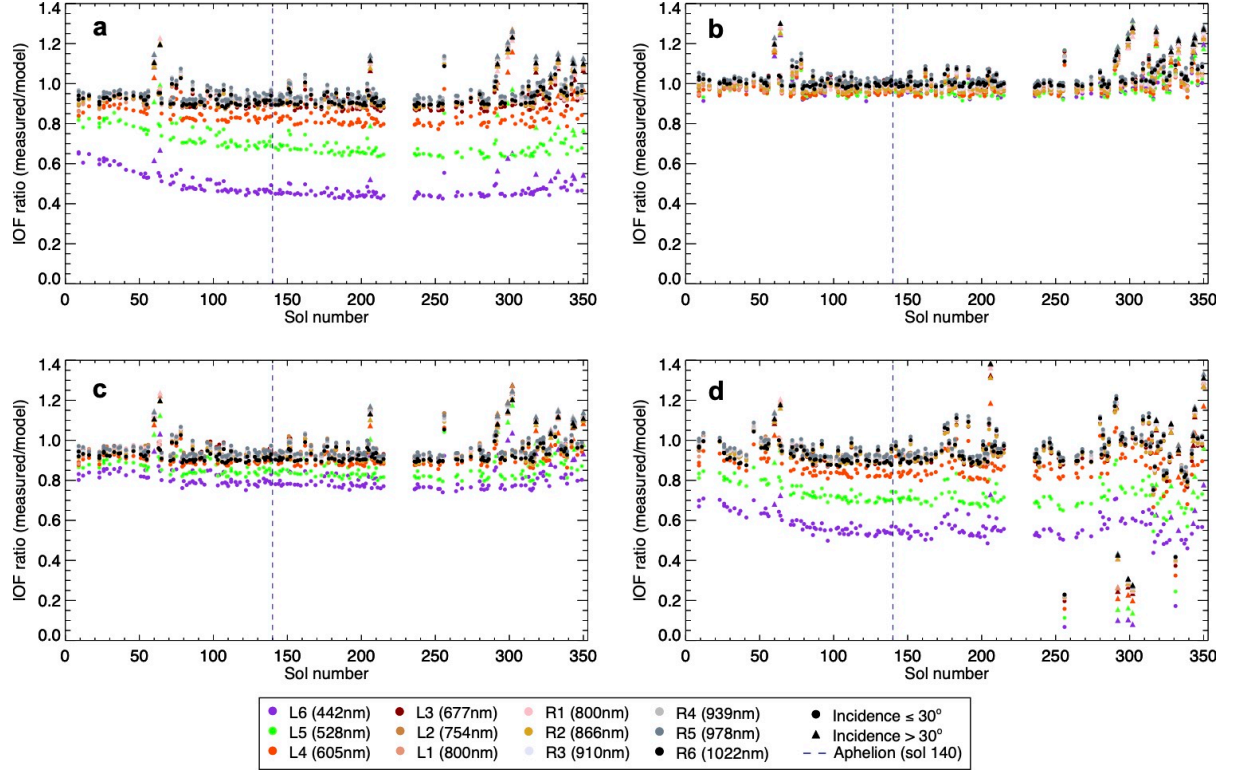 a
IOF ratio (measured/model)
1.4
1.2
1.0
0.8
0.6
0.4
0.2
0.0
0 50 100 150 200 250 300 350
Sol number
b
IOF ratio (measured/model)
1.4
1.2
1.0
0.8
0.6
0.4
0.2
0.0
0 50 100 150 200 250 300 350
Sol number
c
IOF ratio (measured/model)
1.4
1.2
1.0
0.8
0.6
0.4
0.2
0.0
0 50 100 150 200 250 300 350
Sol number
d
IOF ratio (measured/model)
1.4
1.2
1.0
0.8
0.6
0.4
0.2
0.0
0 50 100 150 200 250 300 350
Sol number
L6 (442nm) L3 (677nm) R1 (800nm) R4 (939nm) Incidence ≤ 30°
L5 (528nm) L2 (754nm) R2 (866nm) R5 (978nm) Incidence > 30°
L4 (605nm) L1 (800nm) R3 (910nm) R6 (1022nm) Aphelion (sol 140)